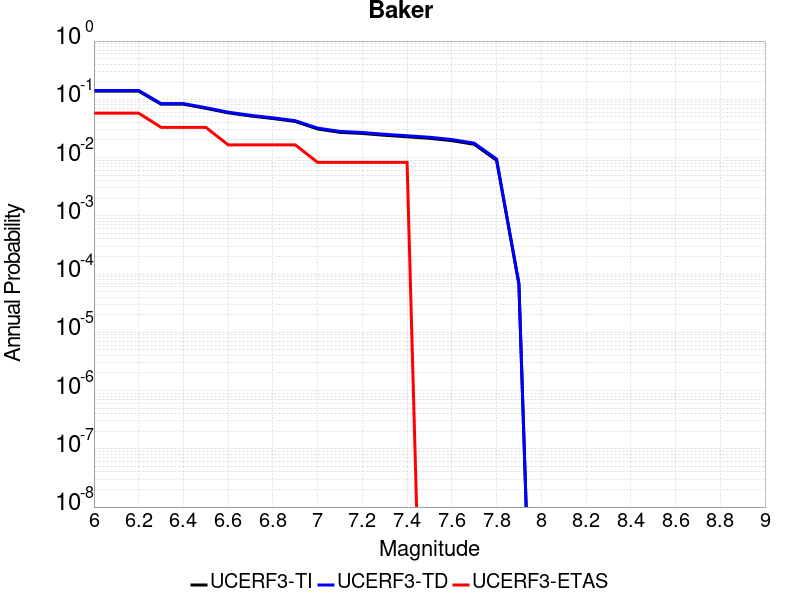 Baker
10^0
10^-1
10^-2
10^-3
10^-4
10^-5
10^-6
10^-7
10^-8
Annual Probability
6 6.2 6.4 6.6 6.8 7 7.2 7.4 7.6 7.8 8 8.2 8.4 8.6 8.8 9
Magnitude
UCERF3-TI UCERF3-TD UCERF3-ETAS